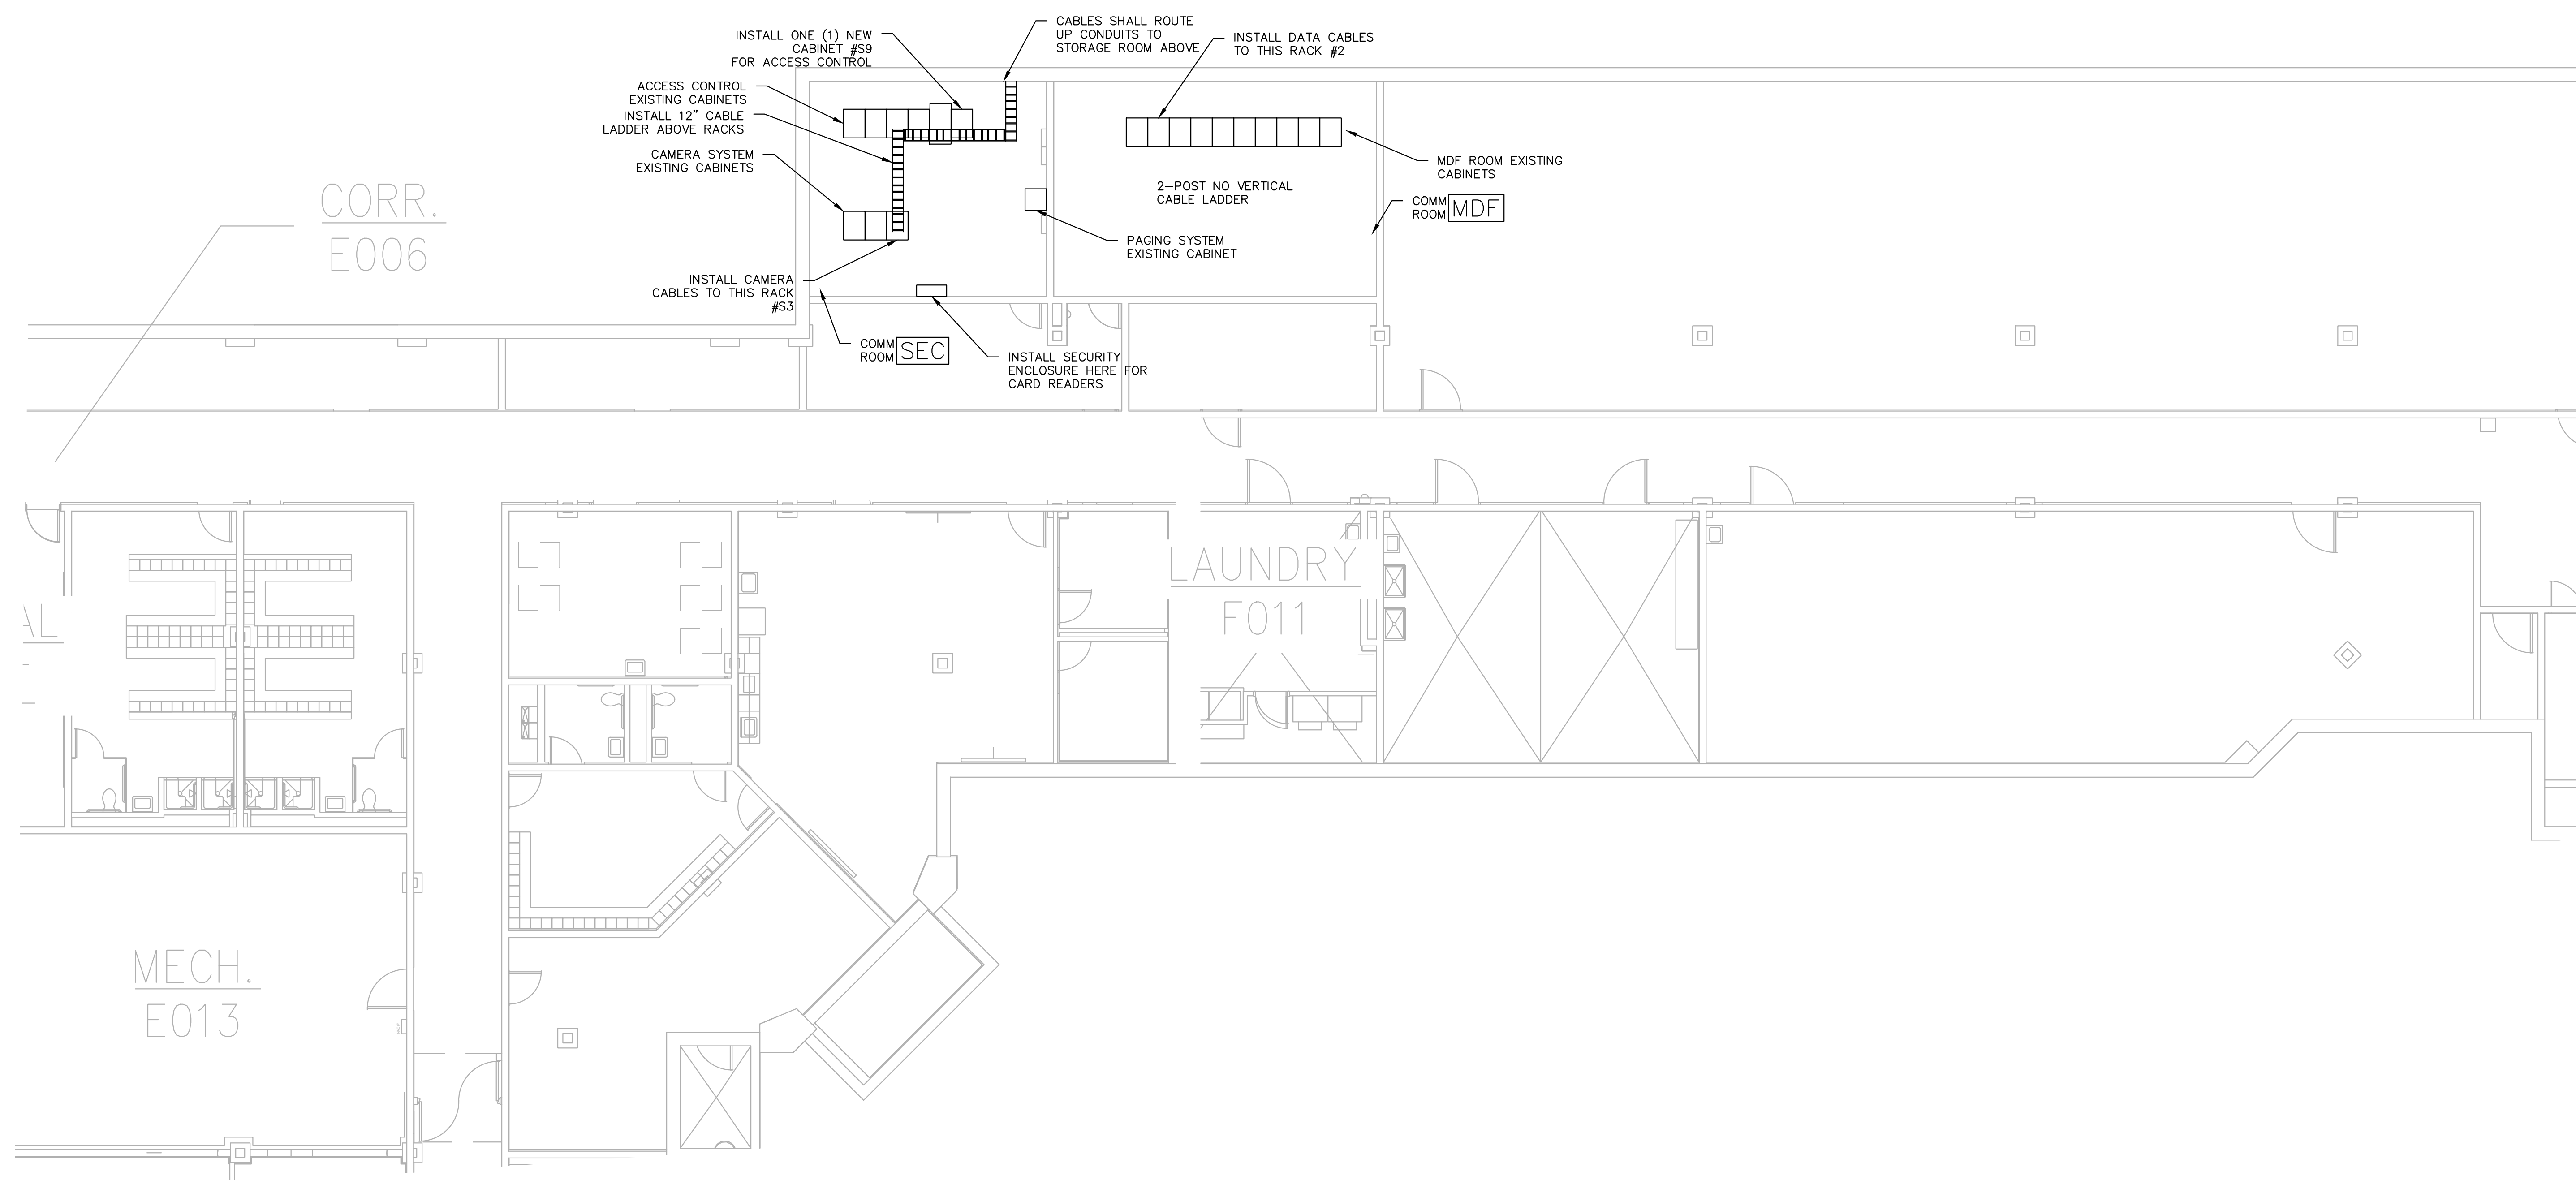 INSTALL ONE (1) NEW
CABINET #S9
FOR ACCESS CONTROL
CABLES SHALL ROUTE
UP CONDUITS TO
STORAGE ROOM ABOVE
INSTALL DATA CABLES
TO THIS RACK #2
ACCESS CONTROL
EXISTING CABINETS
INSTALL 12" CABLE
LADDER ABOVE RACKS
CAMERA SYSTEM
EXISTING CABINETS
MDF ROOM EXISTING
CABINETS
2-POST NO VERTICAL
CABLE LADDER
COMM
ROOM MDF
CORR.
E006
PAGING SYSTEM
EXISTING CABINET
INSTALL CAMERA
CABLES TO THIS RACK
#S3
COMM
ROOM SEC
INSTALL SECURITY
ENCLOSURE HERE FOR
CARD READERS
LAUNDRY
F011
AL
MECH.
E013